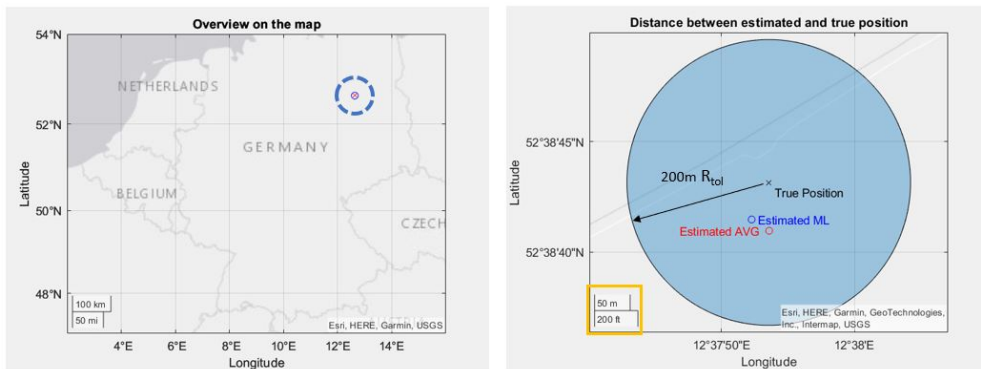 Overview on the map
54°N
52°N
50°N
48°N
Latitude
NETHERLANDS
GERMANY
BELGIUM
CZECH
100 km
50 mi
Esri, HERE, Garmin, USGS
4°E 6°E 8°E 10°E 12°E 14°E
Longitude
Distance between estimated and true position
52°38'45"N
52°38'40"N
Latitude
200m Rtol
True Position
Estimated ML
Estimated AVG
50 m
200 ft
Esri, HERE, Garmin, GeoTechnologies,
Inc., Intermap, USGS
12°37'50"E 12°38'E
Longitude